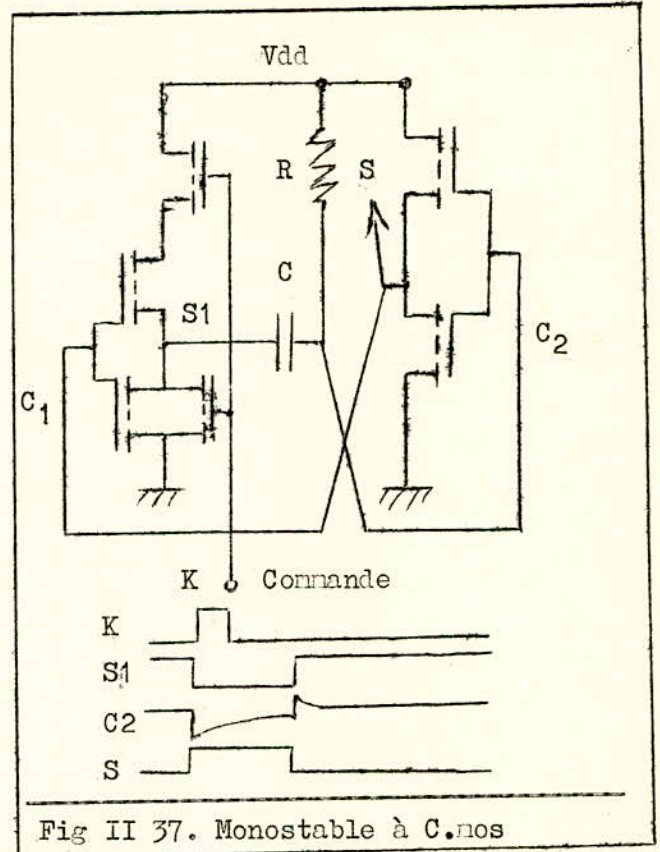 Vdd
R
S
C
S1
C₂
C₁
K Commande
K
S1
C2
S
Fig II 37. Monostable à C.mos